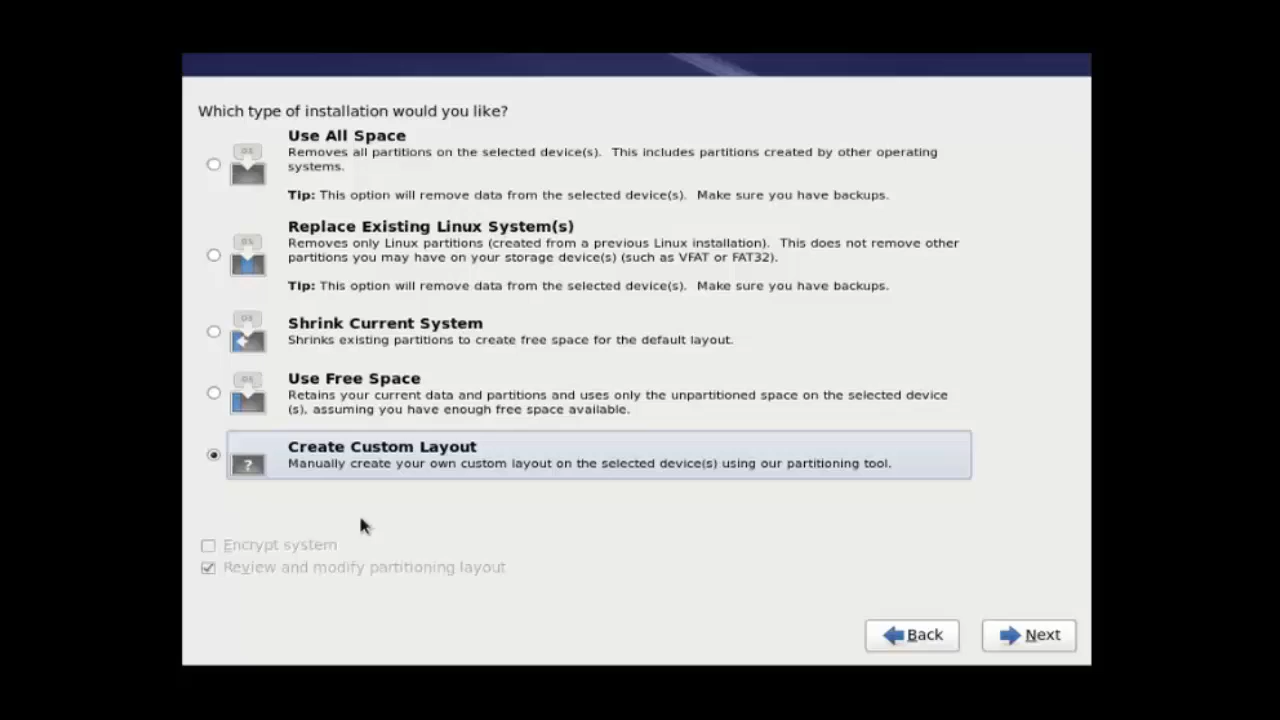 Which type of installation would you like?
Use All Space
Removes all partitions on the selected device(s).  This includes partitions created by other operating
systems.
Tip: This option will remove data from the selected device(s).  Make sure you have backups.
Replace Existing Linux System(s)
Removes only Linux partitions (created from a previous Linux installation).  This does not remove other
partitions you may have on your storage device(s) (such as VFAT or FAT32).
Tip: This option will remove data from the selected device(s).  Make sure you have backups.
OS
Shrink Current System
Shrinks existing partitions to create free space for the default layout.
Use Free Space
Retains your current data and partitions and uses only the unpartitioned space on the selected device
(s), assuming you have enough free space available.
Create Custom Layout
?
Manually create your own custom layout on the selected device(s) using our partitioning tool.
Encrypt system
Review and modify partitioning layout
Back
Next